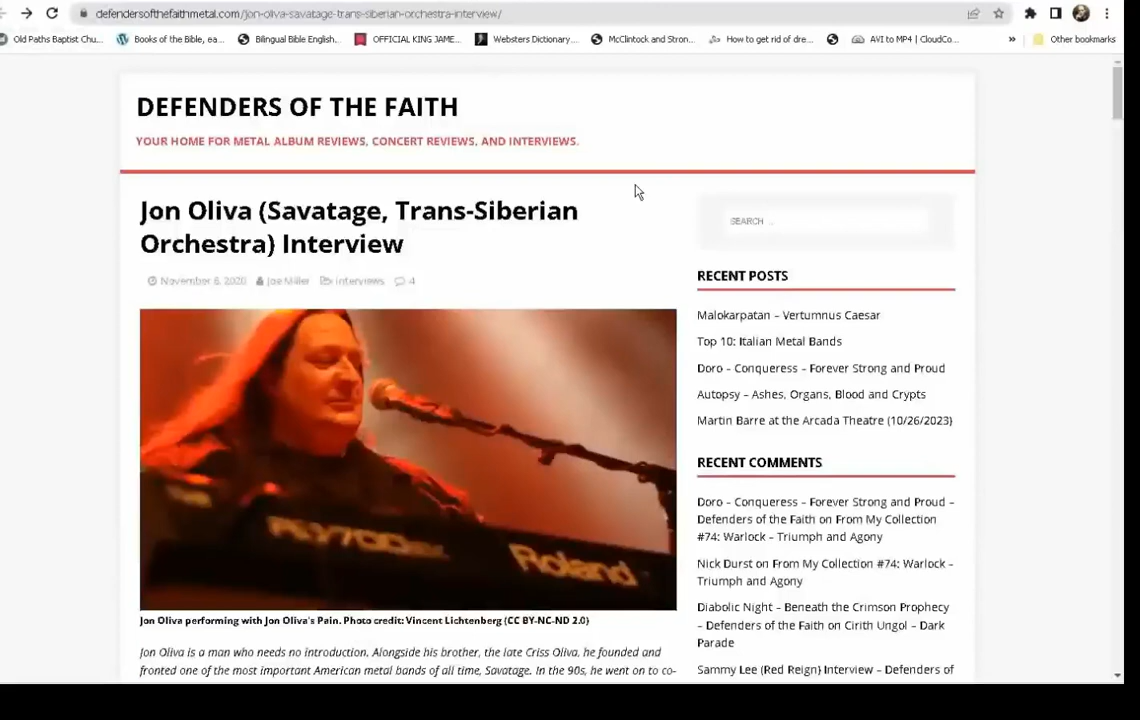 defendersofthefaithmetal.com/jon-oliva-savatage-trans-siberian-orchestra-interview/
Old Paths Baptist Chu...
Books of the Bible, ea...
Bilingual Bible English...
OFFICIAL KING JAME...
Websters Dictionary...
McClintock and Stron...
How to get rid of dre...
AVI to MP4 | CloudCo...
»
Other bookmarks
DEFENDERS OF THE FAITH
YOUR HOME FOR METAL ALBUM REVIEWS, CONCERT REVIEWS, AND INTERVIEWS.
Jon Oliva (Savatage, Trans-Siberian
Orchestra) Interview
November 6, 2020 Joe Miller Interviews 4
Roland
Jon Oliva performing with Jon Oliva's Pain. Photo credit: Vincent Lichtenberg (CC BY-NC-ND 2.0)
Jon Oliva is a man who needs no introduction. Alongside his brother, the late Criss Oliva, he founded and
fronted one of the most important American metal bands of all time, Savatage. In the 90s, he went on to co-
SEARCH ...
RECENT POSTS
Malokarpatan – Vertumnus Caesar
Top 10: Italian Metal Bands
Doro – Conqueress – Forever Strong and Proud
Autopsy – Ashes, Organs, Blood and Crypts
Martin Barre at the Arcada Theatre (10/26/2023)
RECENT COMMENTS
Doro – Conqueress – Forever Strong and Proud –
Defenders of the Faith on From My Collection
#74: Warlock – Triumph and Agony
Nick Durst on From My Collection #74: Warlock –
Triumph and Agony
Diabolic Night – Beneath the Crimson Prophecy
– Defenders of the Faith on Cirith Ungol – Dark
Parade
Sammy Lee (Red Reign) Interview – Defenders of